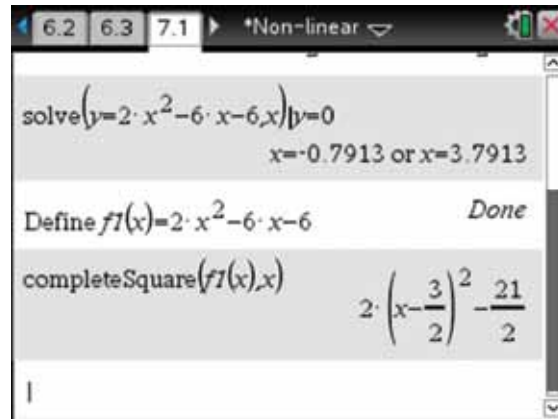 6.2 6.3 7.1 *Non-linear
solve(y=2·x²-6·x-6,x)|y=0
x=-0.7913 or x=3.7913
Define f1(x)=2·x²-6·x-6 Done
completeSquare(f1(x),x)
2·(x-3/2)²-21/2